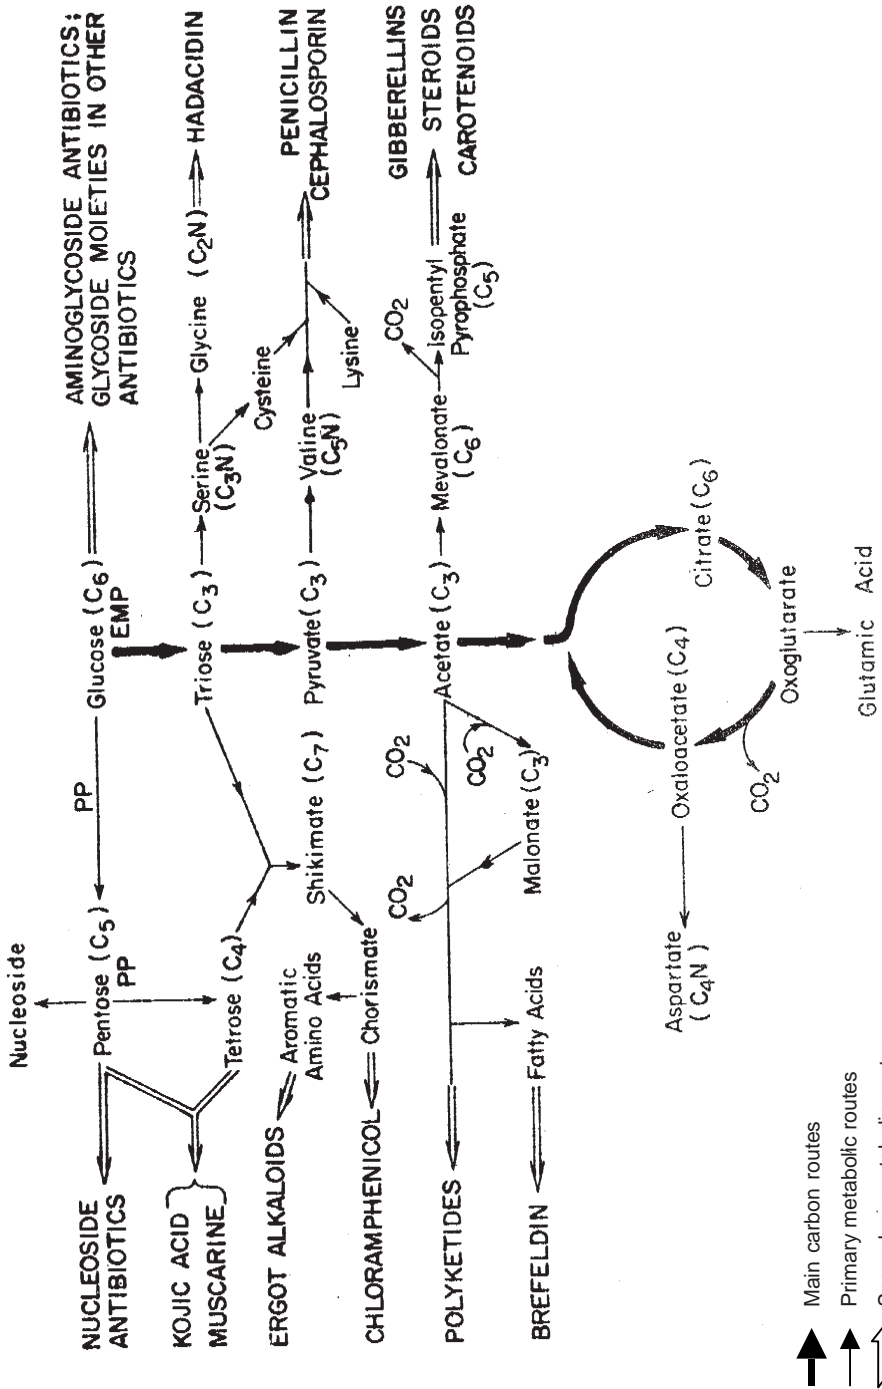 Nucleoside
NUCLEOSIDE
ANTIBIOTICS
Pentose (C5)
PP
PP
Glucose (C6)
EMP
AMINOGLYCOSIDE ANTIBIOTICS;
GLYCOSIDE MOIETIES IN OTHER
ANTIBIOTICS
KOJIC ACID
MUSCARINE
Tetrose (C4)
Triose (C3)
Serine
(C3N)
Glycine (C2N)
HADACIDIN
Cysteine
ERGOT ALKALOIDS
Aromatic
Amino Acids
Shikimate (C7)
Pyruvate (C3)
Valine
(C5N)
PENICILLIN
CEPHALOSPORIN
Lysine
CHLORAMPHENICOL
Chorismate
CO2
CO2
CO2
GIBBERELLINS
STEROIDS
CAROTENOIDS
POLYKETIDES
Acetate (C3)
Mevalonate
(C6)
Isopentyl
Pyrophosphate
(C5)
CO2
BREFELDIN
Fatty Acids
Malonate (C3)
Aspartate
(C4N)
Oxaloacetate (C4)
Citrate (C6)
CO2
Oxoglutarate
Glutamic Acid
Main carbon routes
Primary metabolic routes